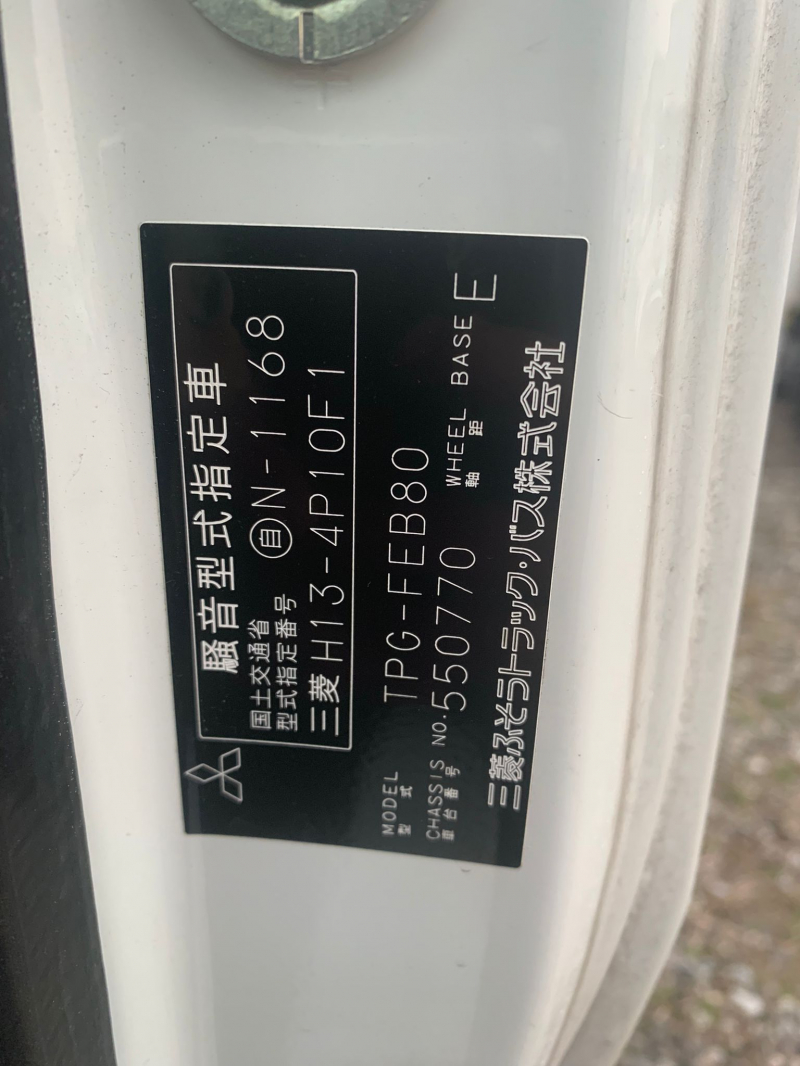 騒音型式指定車
国土交通省
型式指定番号 自 N-1168
三菱 H13-4P10F1
MODEL
型式 TPG-FEB80
CHASSIS NO.
車台番号 550770
WHEEL BASE
軸距 E
三菱ふそうトラック・バス株式会社